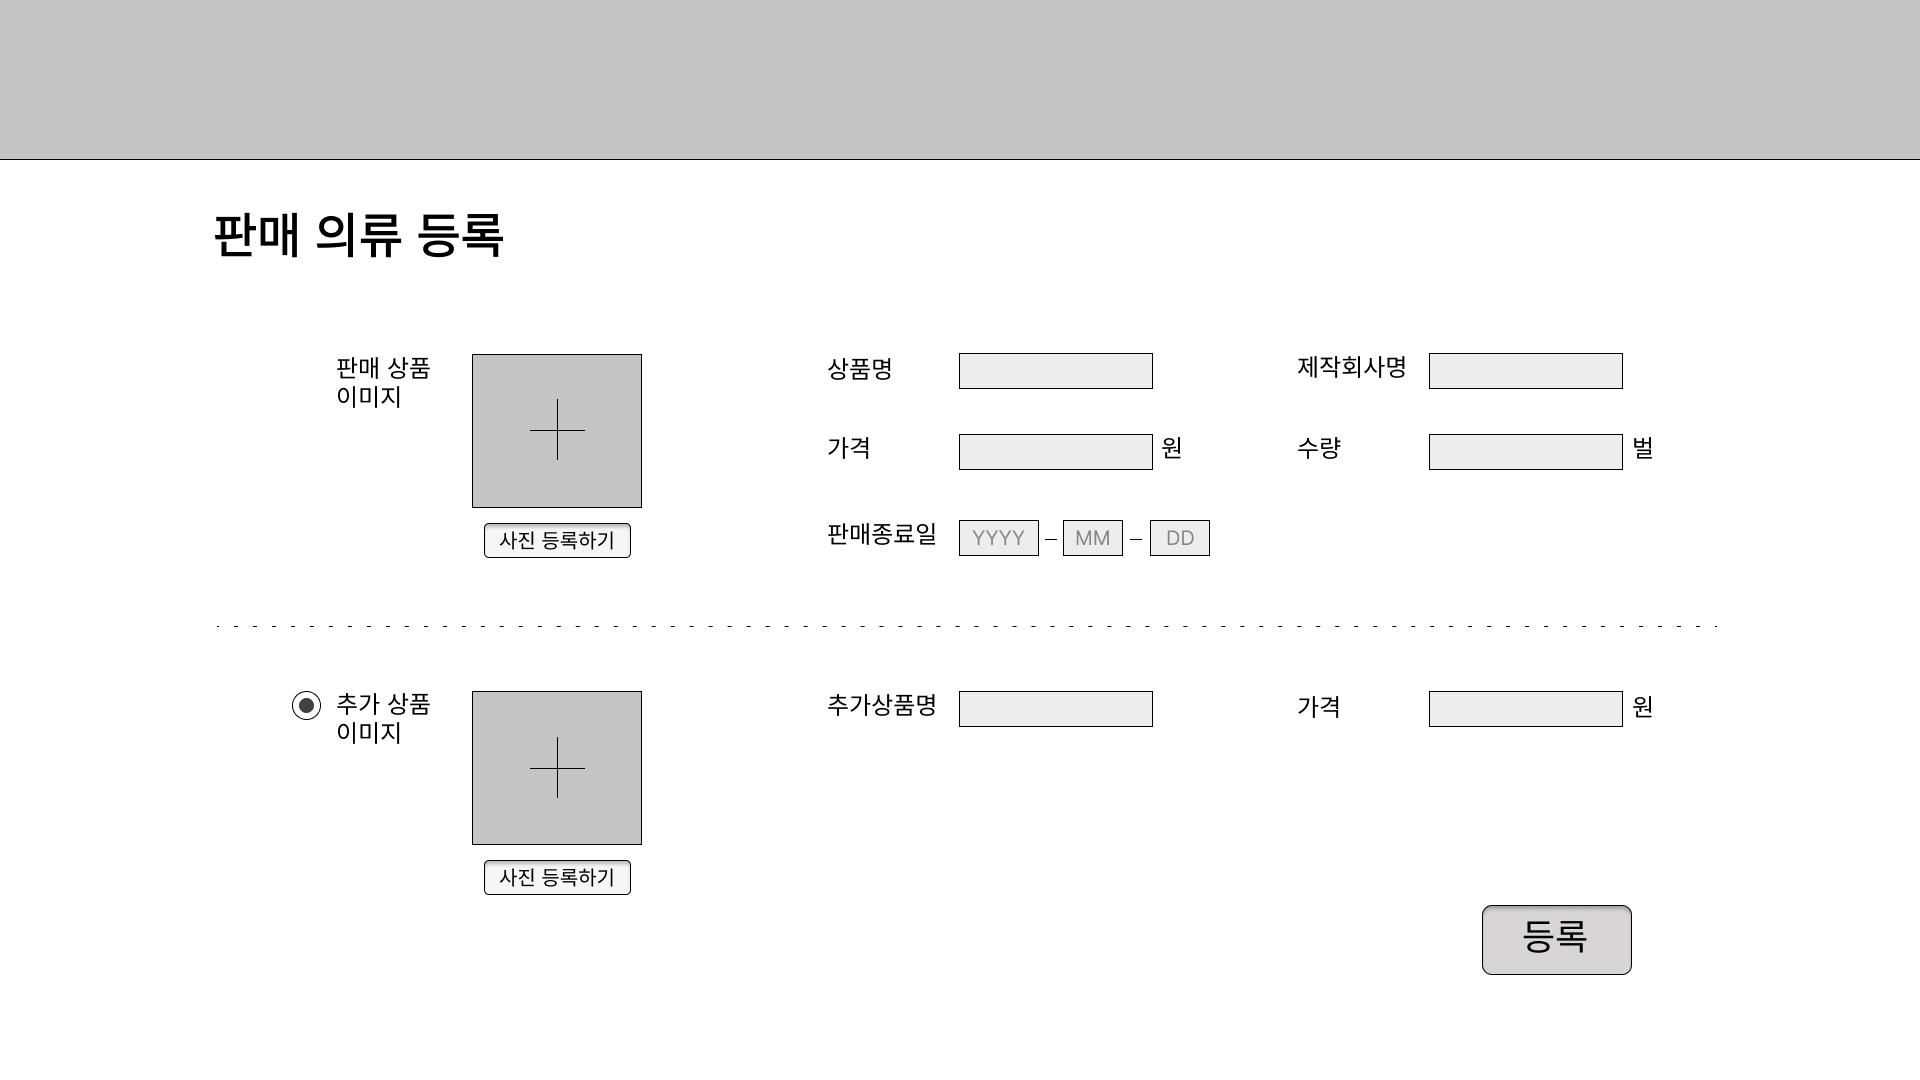 판매 의류 등록
판매 상품
이미지
사진 등록하기
상품명
제작회사명
가격
원
수량
벌
판매종료일
YYYY – MM – DD
추가 상품
이미지
사진 등록하기
추가상품명
가격
원
등록